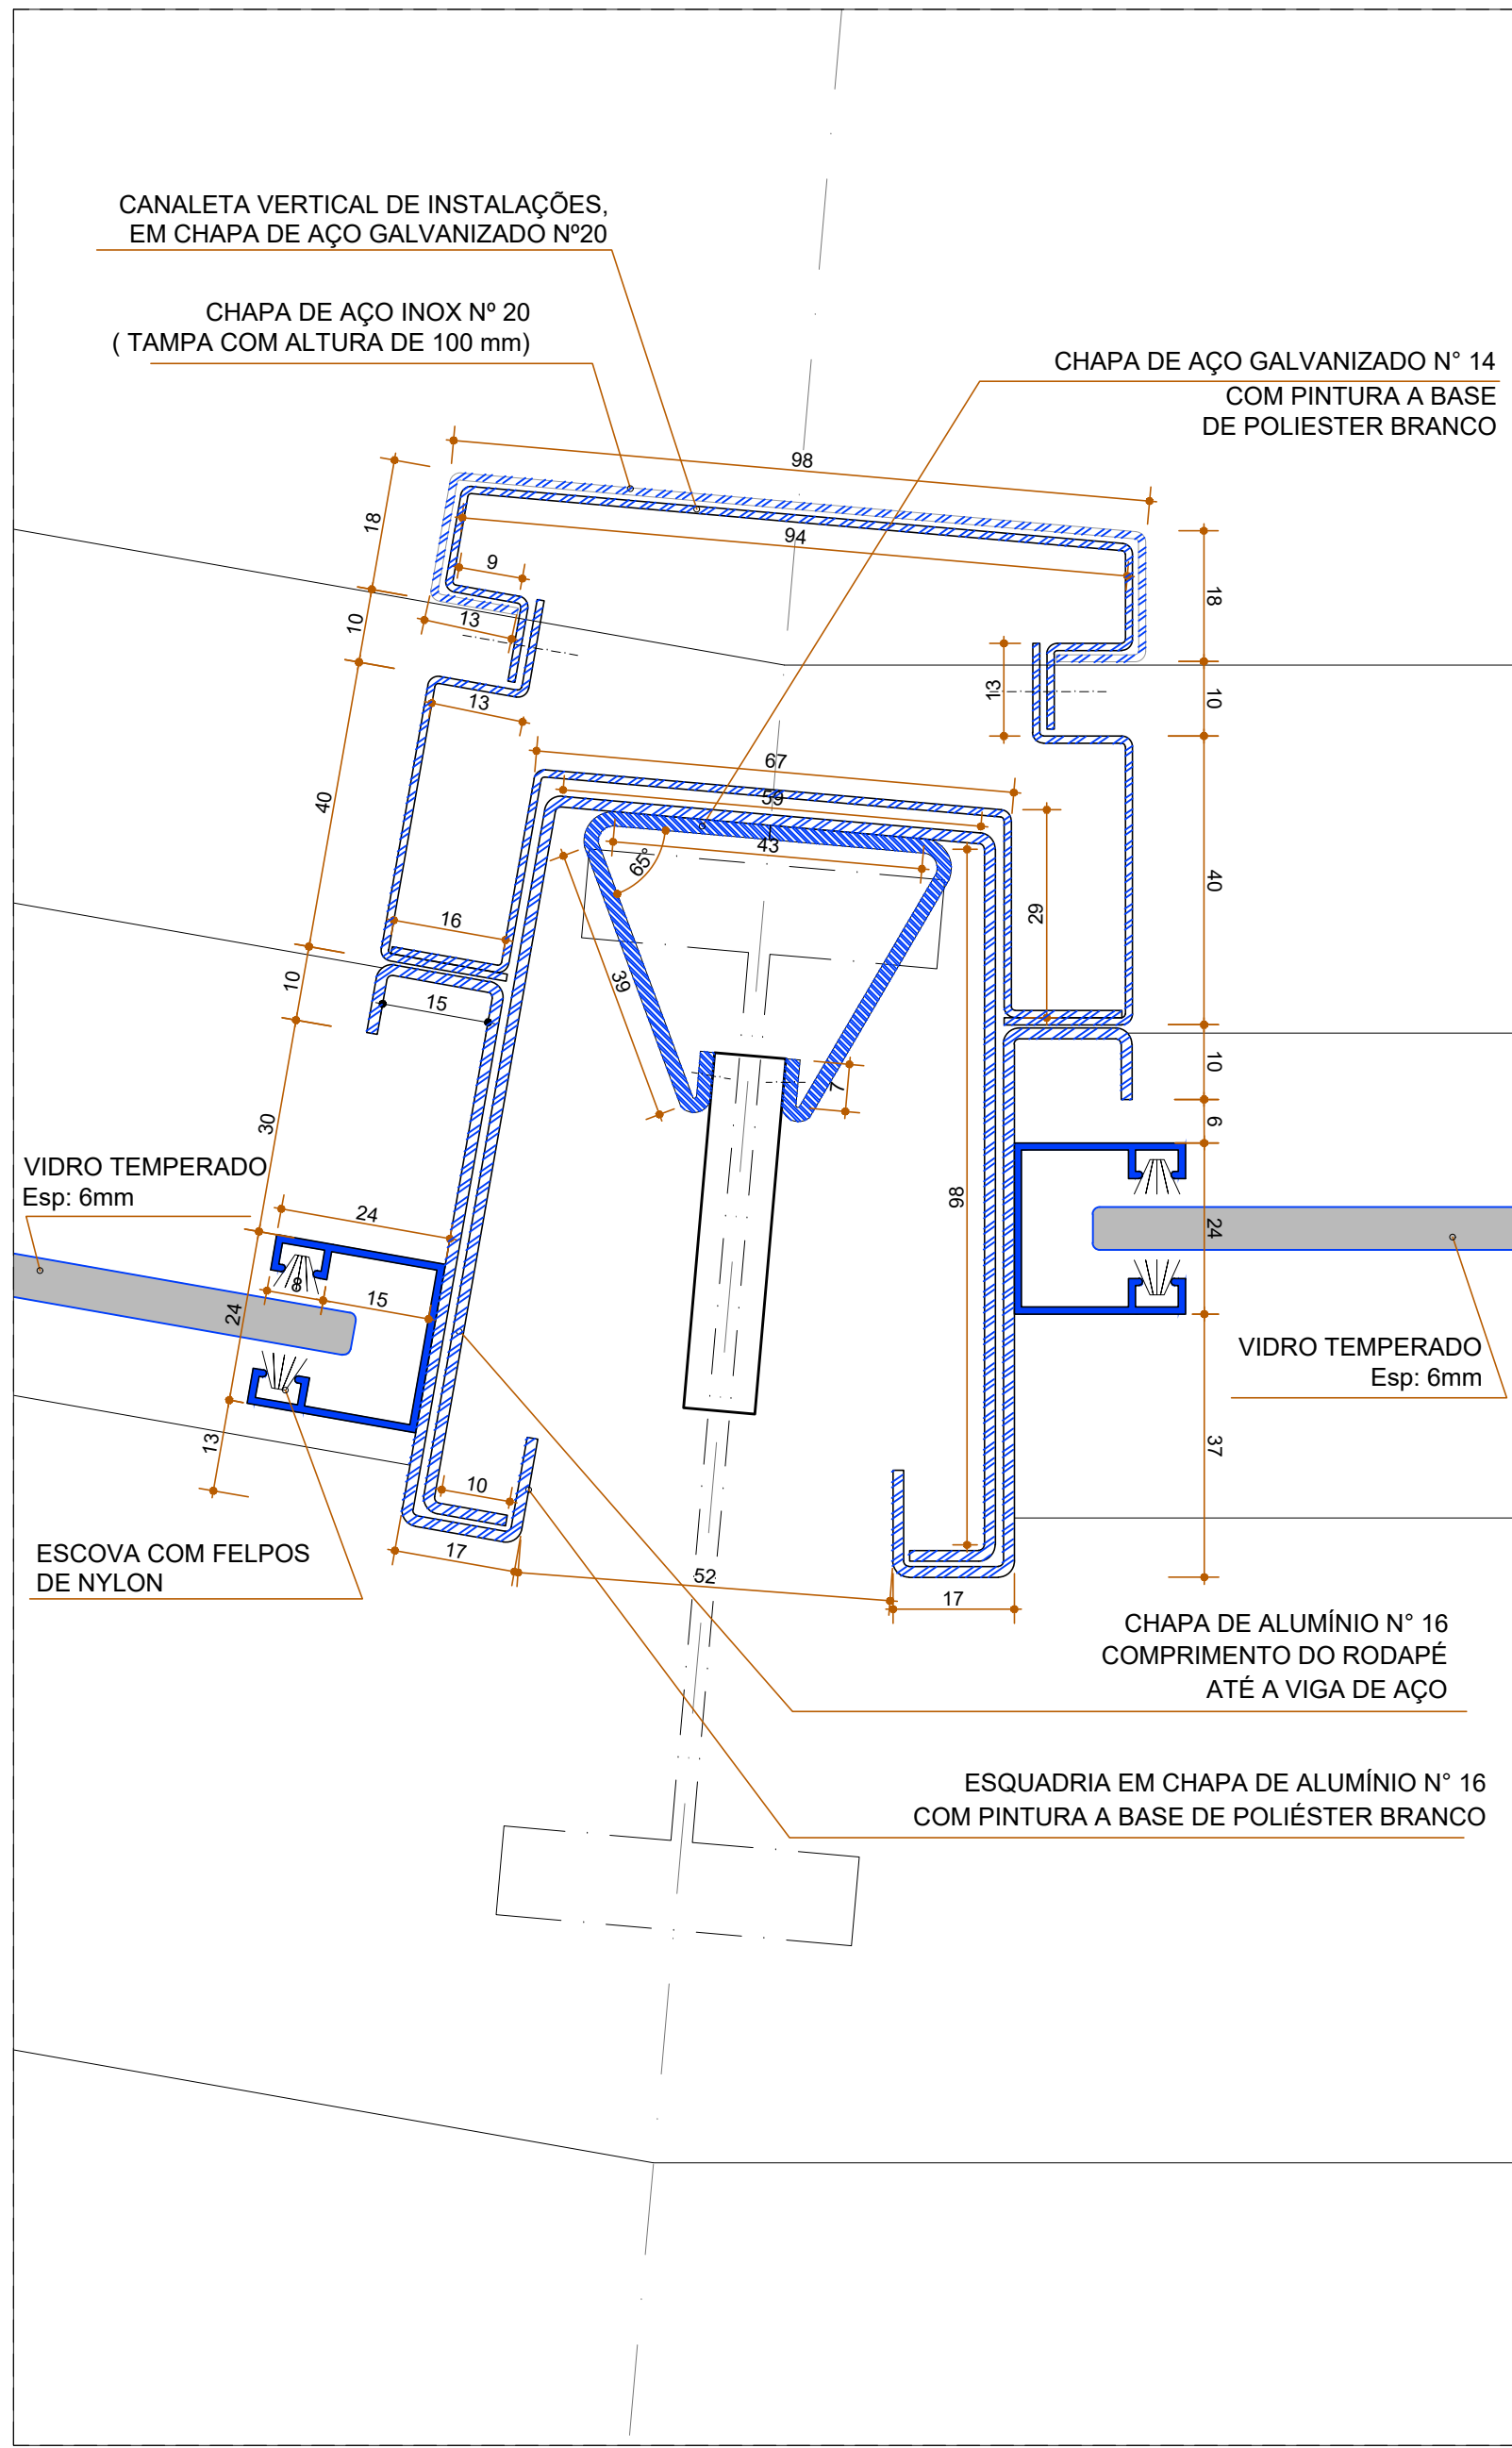 CANALETA VERTICAL DE INSTALAÇÕES,
EM CHAPA DE AÇO GALVANIZADO Nº20
CHAPA DE AÇO INOX Nº 20
( TAMPA COM ALTURA DE 100 mm)
CHAPA DE AÇO GALVANIZADO N° 14
COM PINTURA A BASE
DE POLIESTER BRANCO
98
18
94
9
18
10
13
13
10
13
67
59
40
43
65°
40
29
16
39
10
15
7
10
6
30
98
VIDRO TEMPERADO
Esp: 6mm
24
24
8
15
24
13
VIDRO TEMPERADO
Esp: 6mm
37
10
17
52
17
ESCOVA COM FELPOS
DE NYLON
CHAPA DE ALUMÍNIO N° 16
COMPRIMENTO DO RODAPÉ
ATÉ A VIGA DE AÇO
ESQUADRIA EM CHAPA DE ALUMÍNIO N° 16
COM PINTURA A BASE DE POLIÉSTER BRANCO